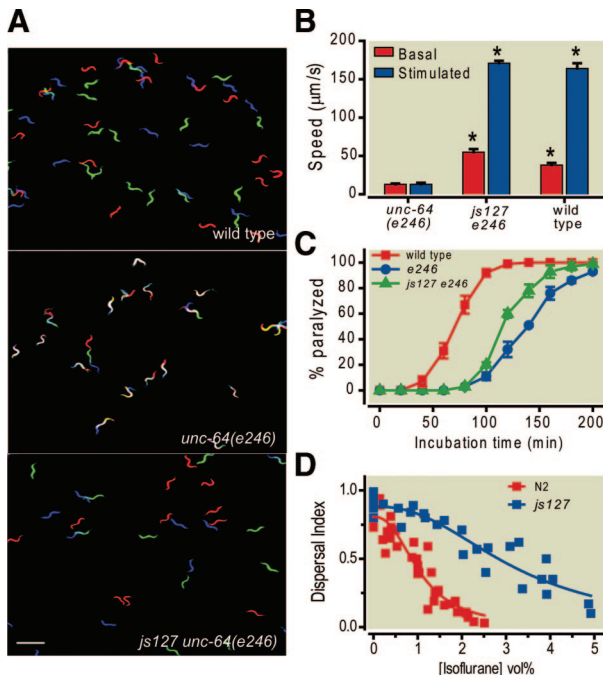 A
wild type
unc-64(e246)
js127 unc-64(e246)
B
Basal
Stimulated
Speed (μm/s)
200
150
100
50
0
*
*
*
*
unc-64
(e246)
js127
e246
wild
type
C
wild type
e246
js127 e246
% paralyzed
100
80
60
40
20
0
0
50
100
150
200
Incubation time (min)
D
N2
js127
Dispersal Index
1.0
0.5
0.0
0
1
2
3
4
5
[Isoflurane] vol%